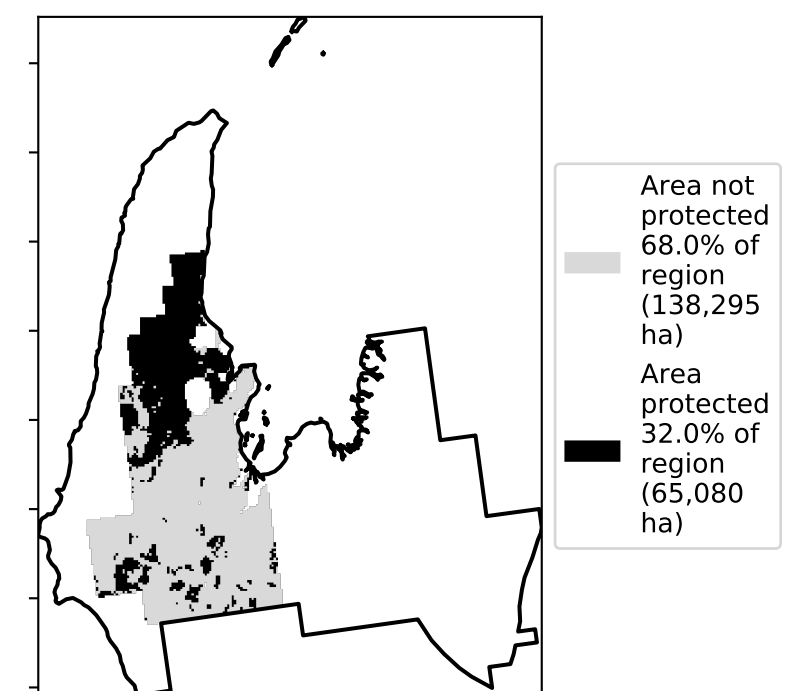 Area not
protected
68.0% of
region
(138,295
ha)
Area
protected
32.0% of
region
(65,080
ha)